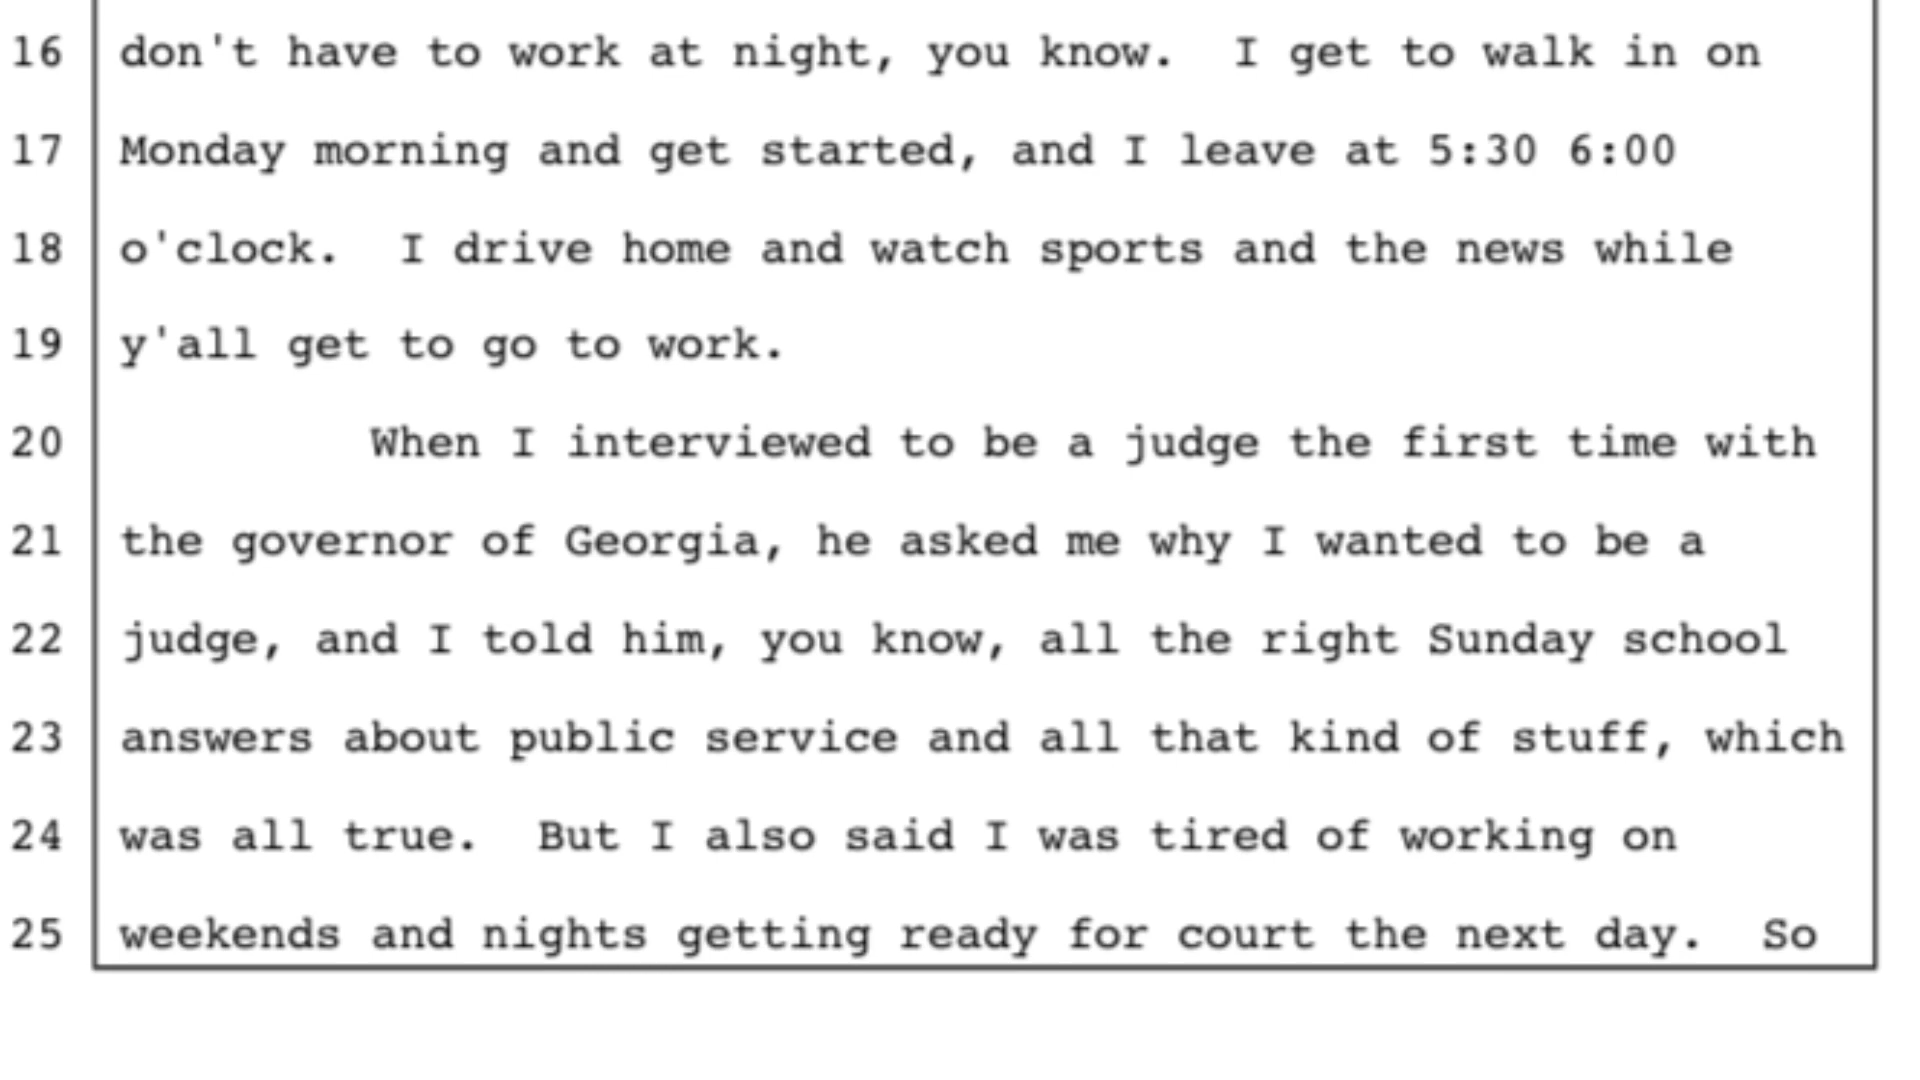 16 don't have to work at night, you know.  I get to walk in on
17 Monday morning and get started, and I leave at 5:30 6:00
18 o'clock.  I drive home and watch sports and the news while
19 y'all get to go to work.
20 When I interviewed to be a judge the first time with
21 the governor of Georgia, he asked me why I wanted to be a
22 judge, and I told him, you know, all the right Sunday school
23 answers about public service and all that kind of stuff, which
24 was all true.  But I also said I was tired of working on
25 weekends and nights getting ready for court the next day.  So